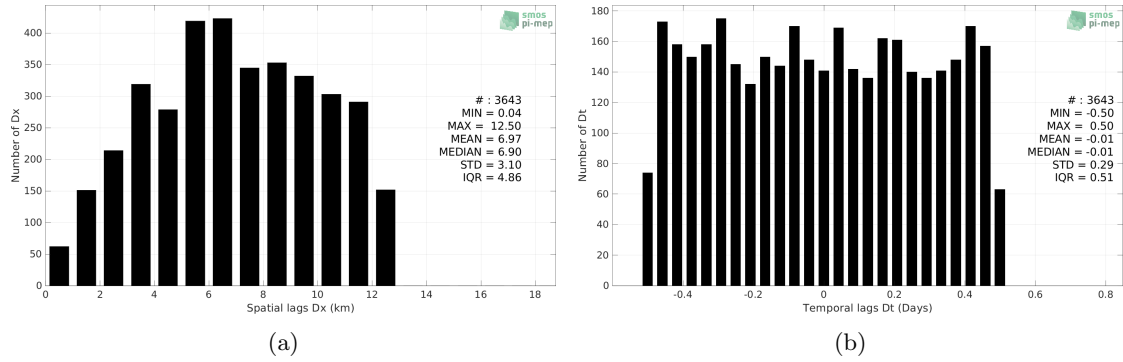 smos
pi-mep
400
350
300
250
200
150
100
50
0
Number of Dx
# : 3643
MIN = 0.04
MAX = 12.50
MEAN = 6.97
MEDIAN = 6.90
STD = 3.10
IQR = 4.86
0 2 4 6 8 10 12 14 16 18
Spatial lags Dx (km)
(a)
smos
pi-mep
180
160
140
120
100
80
60
40
20
0
Number of Dt
# : 3643
MIN = -0.50
MAX = 0.50
MEAN = -0.01
MEDIAN = -0.01
STD = 0.29
IQR = 0.51
-0.4 -0.2 0 0.2 0.4 0.6 0.8
Temporal lags Dt (Days)
(b)